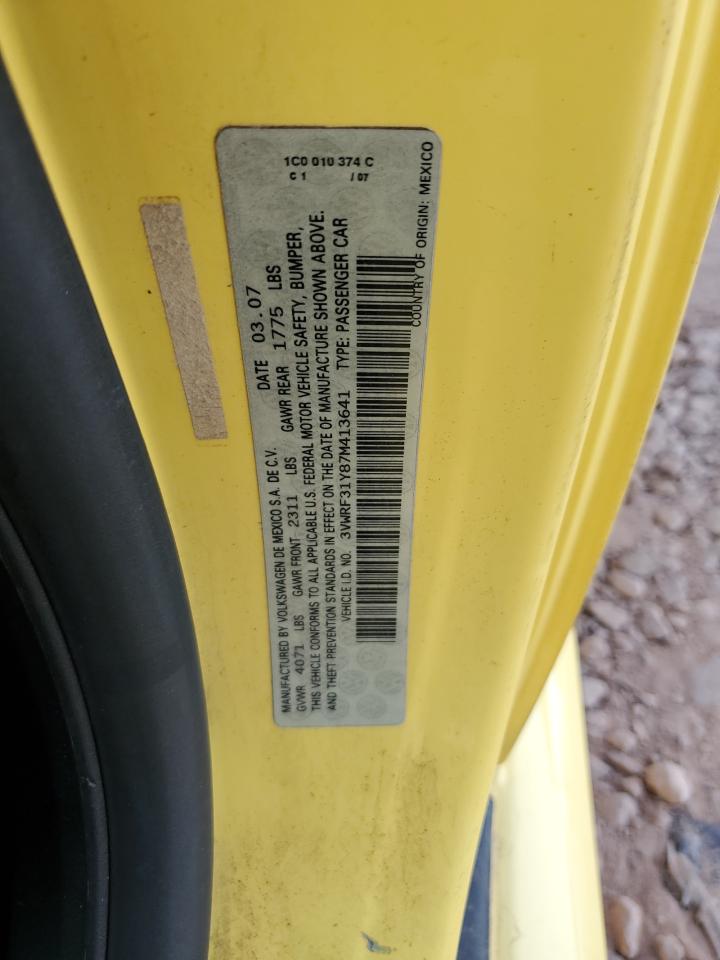 MANUFACTURED BY VOLKSWAGEN DE MEXICO S.A. DE C.V. DATE 03.07
GVWR 4071 LBS GAWR FRONT 2311 LBS GAWR REAR 1775 LBS
THIS VEHICLE CONFORMS TO ALL APPLICABLE U.S. FEDERAL MOTOR VEHICLE SAFETY, BUMPER,
AND THEFT PREVENTION STANDARDS IN EFFECT ON THE DATE OF MANUFACTURE SHOWN ABOVE.
VEHICLE I.D. NO. 3VWRF31Y87M413641 TYPE: PASSENGER CAR
COUNTRY OF ORIGIN: MEXICO
1C0 010 374 C
C 1 / 07